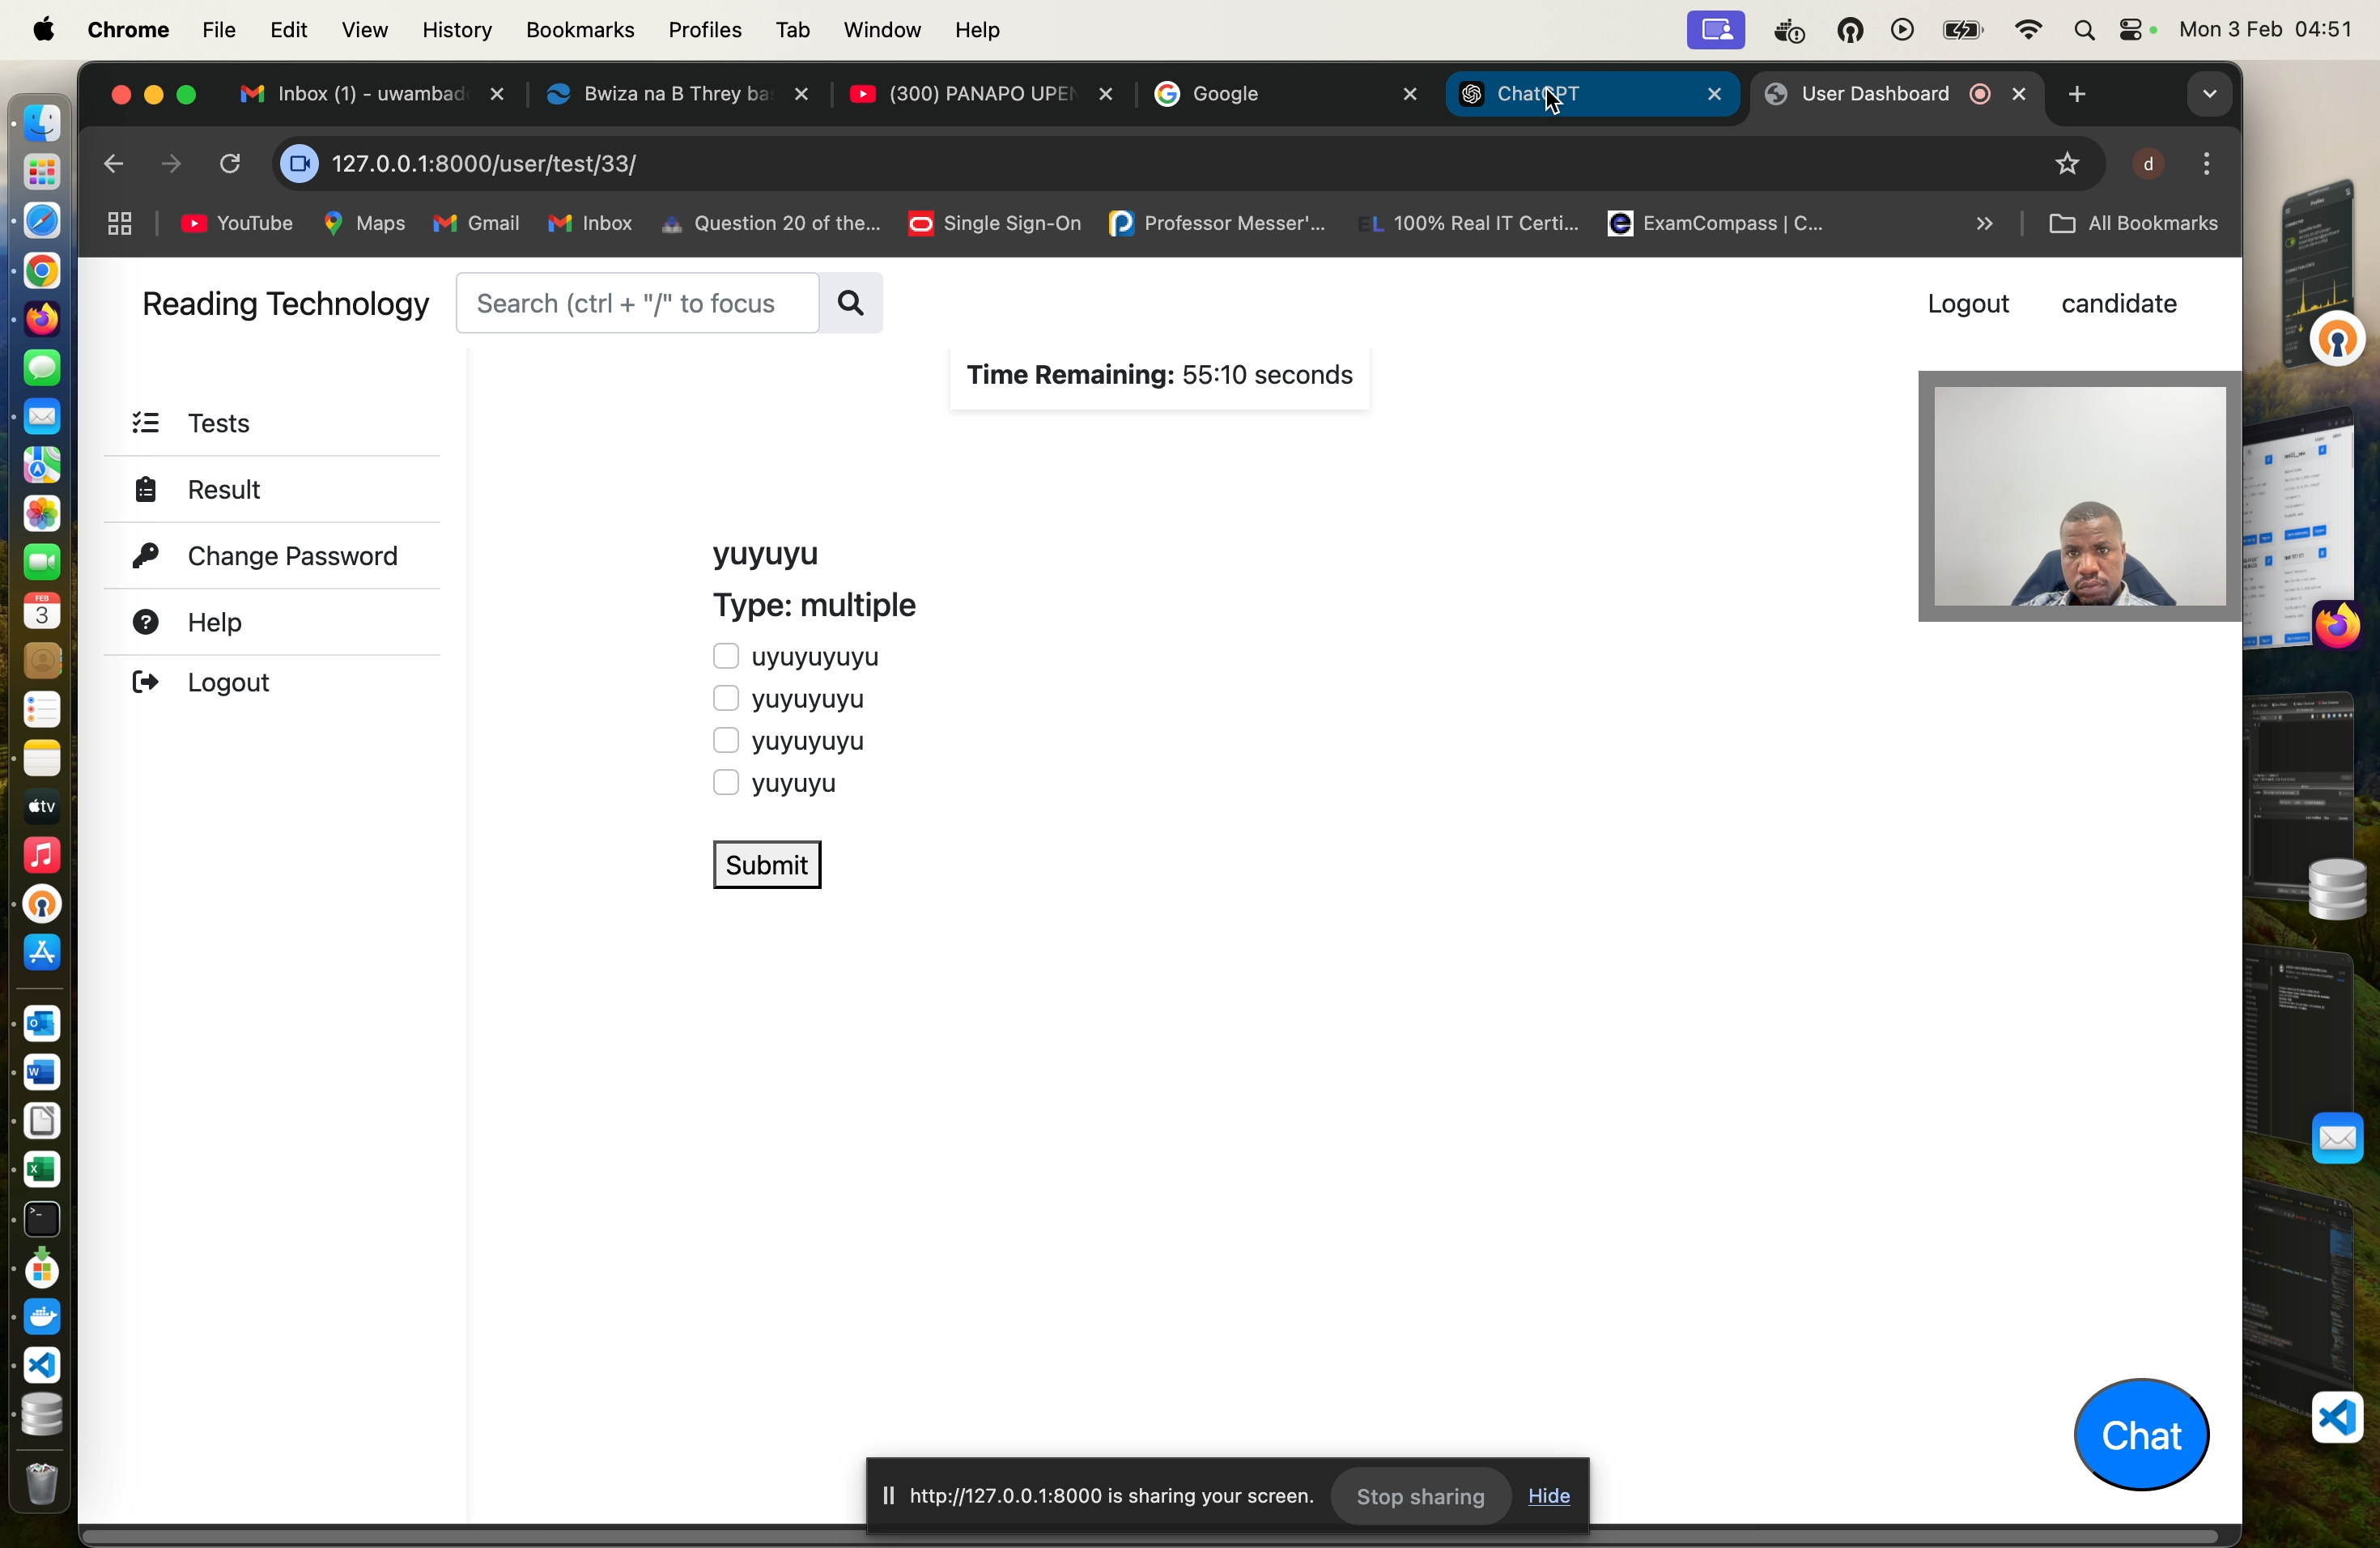 Chrome File Edit View History Bookmarks Profiles Tab Window Help Mon 3 Feb 04:51
Inbox (1) - uwambad Bwiza na B Threy ba (300) PANAPO UPEN Google ChatGPT User Dashboard
127.0.0.1:8000/user/test/33/ d
YouTube Maps Gmail Inbox Question 20 of the... Single Sign-On Professor Messer'... EL 100% Real IT Certi... ExamCompass | C... » All Bookmarks
Reading Technology Search (ctrl + "/" to focus Logout candidate
Time Remaining: 55:10 seconds
Tests
Result
Change Password
Help
Logout
yuyuyu
Type: multiple
uyuyuyuyu
yuyuyuyu
yuyuyuyu
yuyuyu
Submit
Chat
http://127.0.0.1:8000 is sharing your screen. Stop sharing Hide
FEB
3
tv